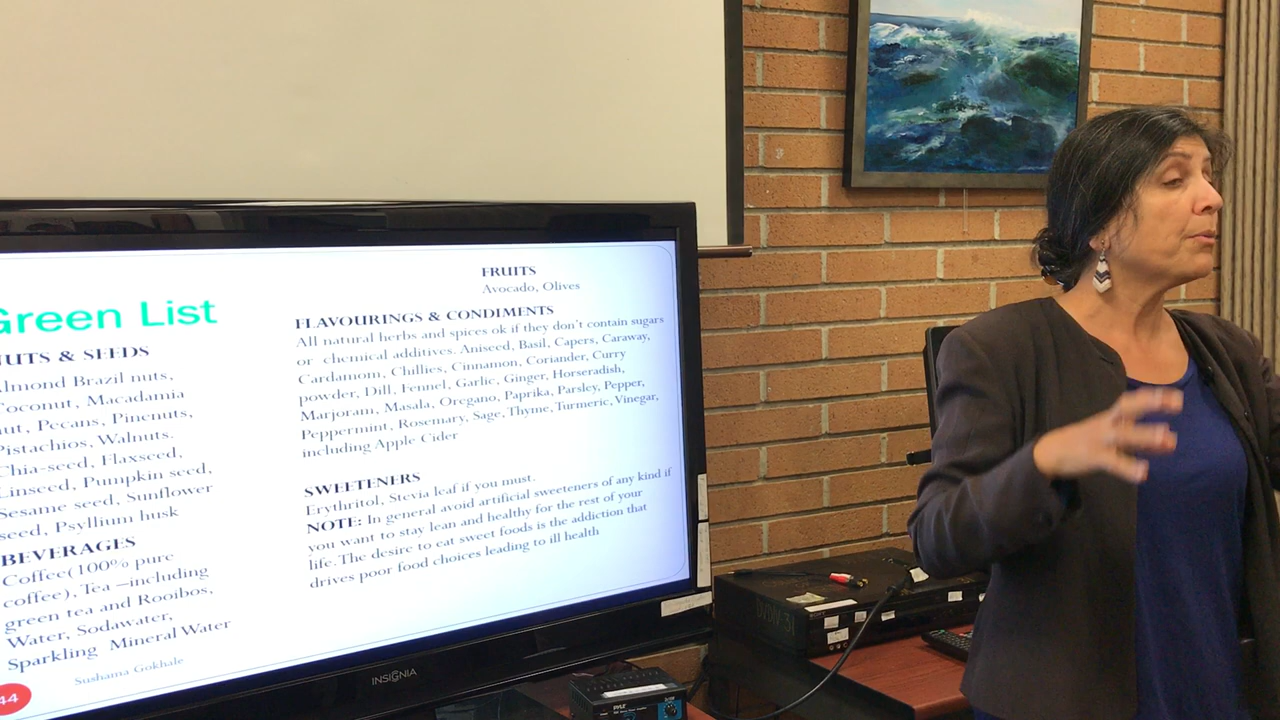 Green List
NUTS & SEEDS
Almond Brazil nuts,
Coconut, Macadamia
nut, Pecans, Pinenuts,
Pistachios, Walnuts.
Chia-seed, Flaxseed,
Linseed, Pumpkin seed,
Sesame seed, Sunflower
seed, Psyllium husk
BEVERAGES
Coffee(100% pure
coffee), Tea –including
green tea and Rooibos,
Water, Sodawater,
Sparkling Mineral Water
Sushama Gokhale
44
FRUITS
Avocado, Olives
FLAVOURINGS & CONDIMENTS
All natural herbs and spices ok if they don't contain sugars
or chemical additives. Aniseed, Basil, Capers, Caraway,
Cardamom, Chillies, Cinnamon, Coriander, Curry
powder, Dill, Fennel, Garlic, Ginger, Horseradish,
Marjoram, Masala, Oregano, Paprika, Parsley, Pepper,
Peppermint, Rosemary, Sage, Thyme, Turmeric, Vinegar,
including Apple Cider
SWEETENERS
Erythritol, Stevia leaf if you must.
NOTE: In general avoid artificial sweeteners of any kind if
you want to stay lean and healthy for the rest of your
life. The desire to eat sweet foods is the addiction that
drives poor food choices leading to ill health
INSIGNIA
PYLE
SONY